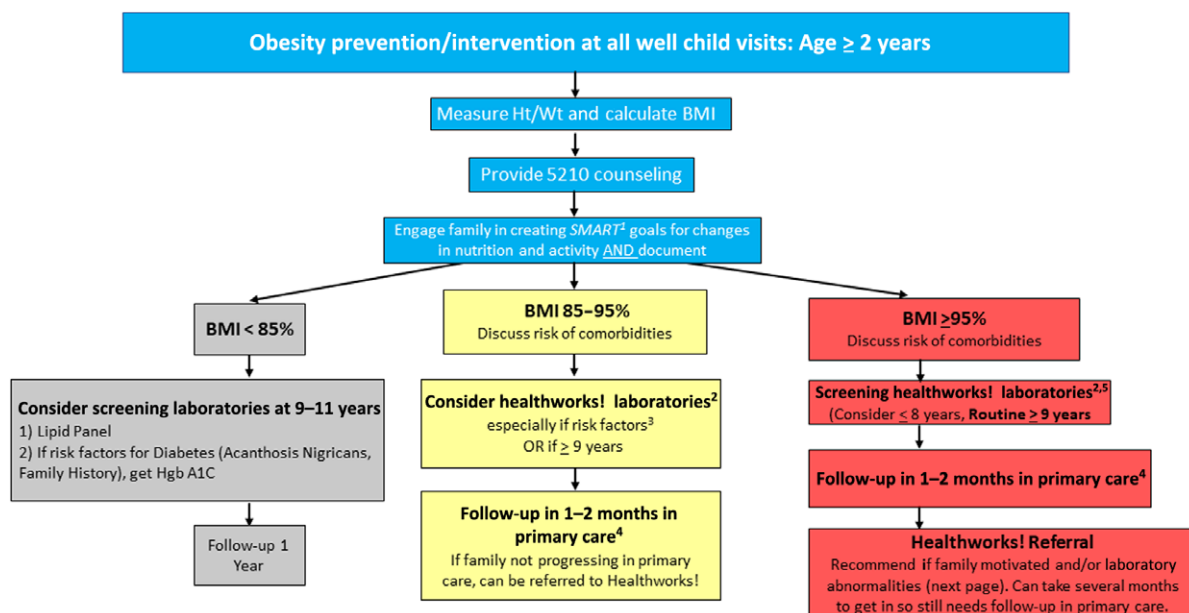 Obesity prevention/intervention at all well child visits: Age ≥ 2 years
Measure Ht/Wt and calculate BMI
Provide 5210 counseling
Engage family in creating SMART¹ goals for changes
in nutrition and activity AND document
BMI < 85%
Consider screening laboratories at 9–11 years
1) Lipid Panel
2) If risk factors for Diabetes (Acanthosis Nigricans,
Family History), get Hgb A1C
Follow-up 1
Year
BMI 85–95%
Discuss risk of comorbidities
Consider healthworks! laboratories²
especially if risk factors³
OR if ≥ 9 years
Follow-up in 1–2 months in
primary care⁴
If family not progressing in primary
care, can be referred to Healthworks!
BMI ≥95%
Discuss risk of comorbidities
Screening healthworks! laboratories²,⁵
(Consider ≤ 8 years, Routine ≥ 9 years
Follow-up in 1–2 months in primary care⁴
Healthworks! Referral
Recommend if family motivated and/or laboratory
abnormalities (next page). Can take several months
to get in so still needs follow-up in primary care.